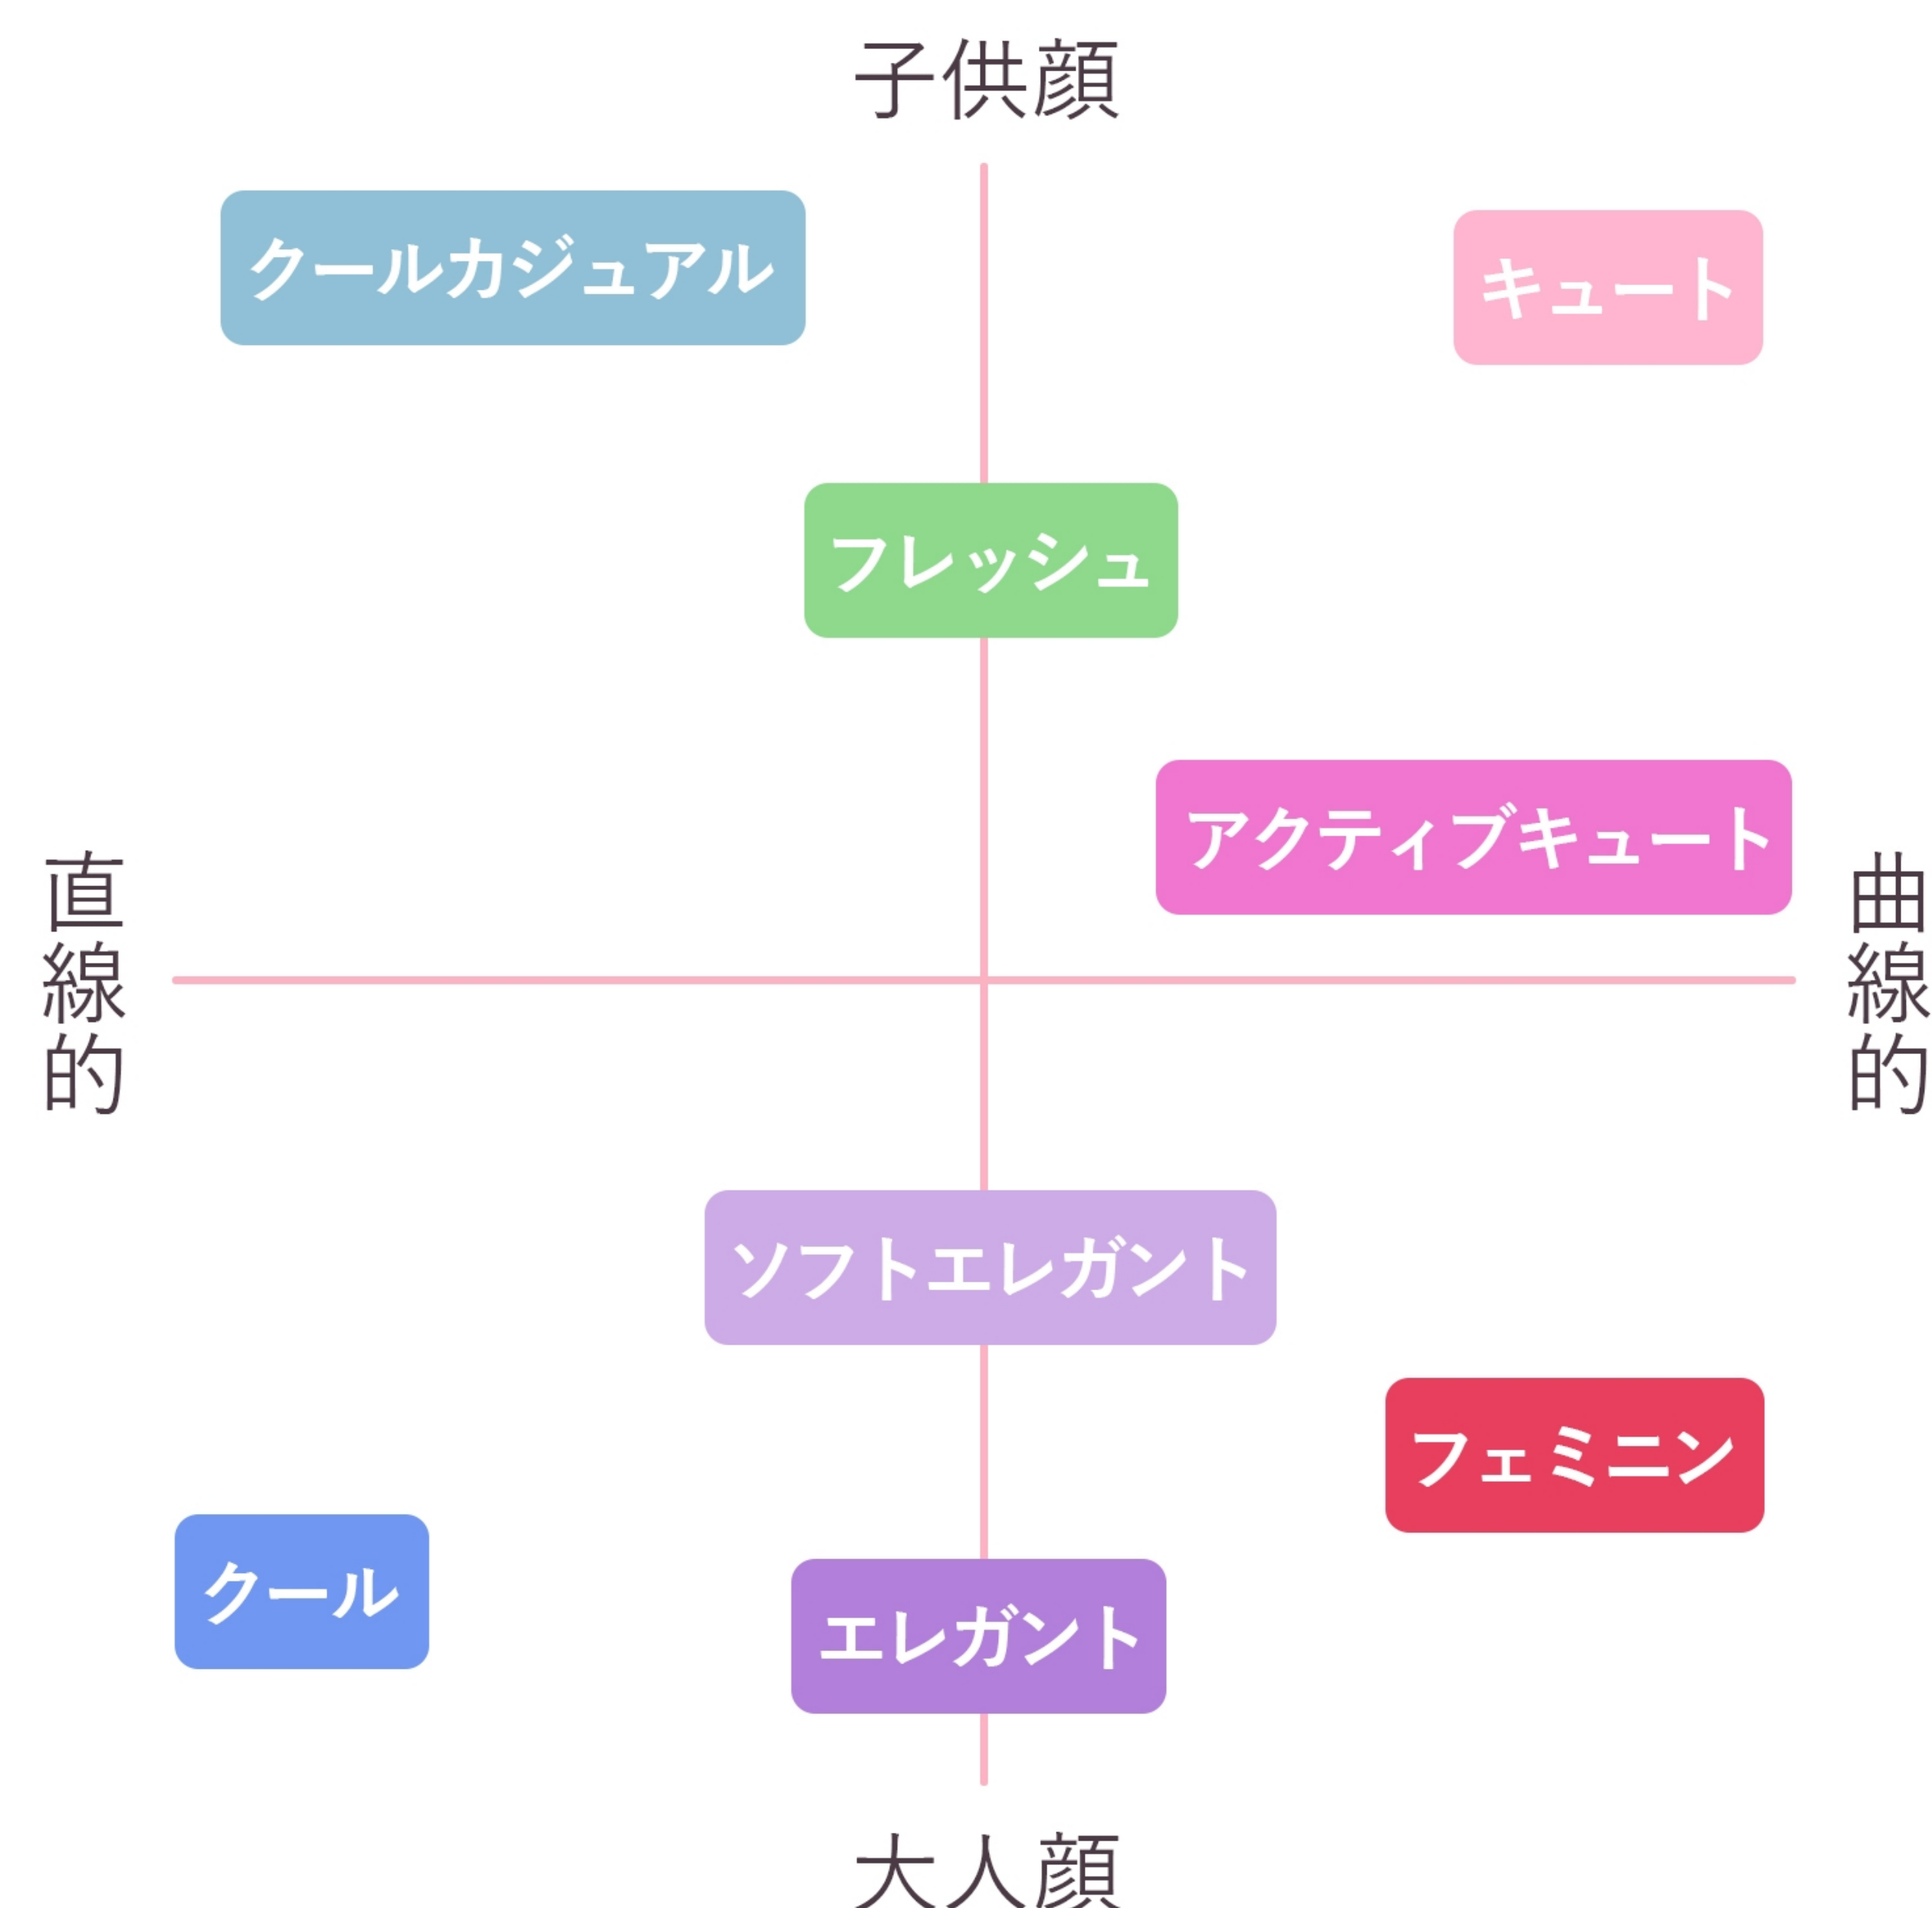 子供顔
クールカジュアル
キュート
フレッシュ
アクティブキュート
直線的
曲線的
ソフトエレガント
フェミニン
クール
エレガント
大人顔